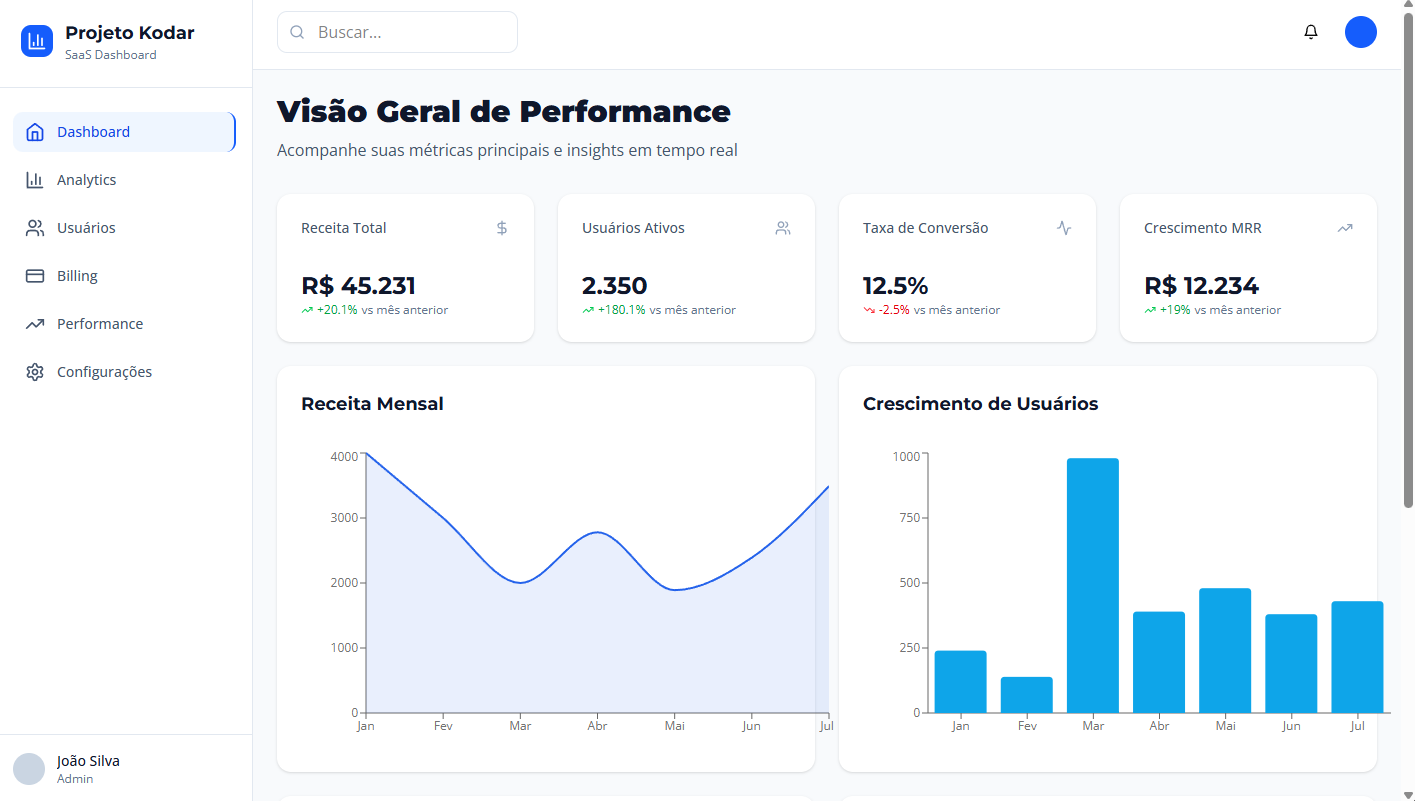 Projeto Kodar
SaaS Dashboard
Buscar...
Dashboard
Analytics
Usuários
Billing
Performance
Configurações
João Silva
Admin
Visão Geral de Performance
Acompanhe suas métricas principais e insights em tempo real
Receita Total
R$ 45.231
+20.1% vs mês anterior
Usuários Ativos
2.350
+180.1% vs mês anterior
Taxa de Conversão
12.5%
-2.5% vs mês anterior
Crescimento MRR
R$ 12.234
+19% vs mês anterior
Receita Mensal
4000
3000
2000
1000
0
Jan Fev Mar Abr Mai Jun Jul
Crescimento de Usuários
1000
750
500
250
0
Jan Fev Mar Abr Mai Jun Jul